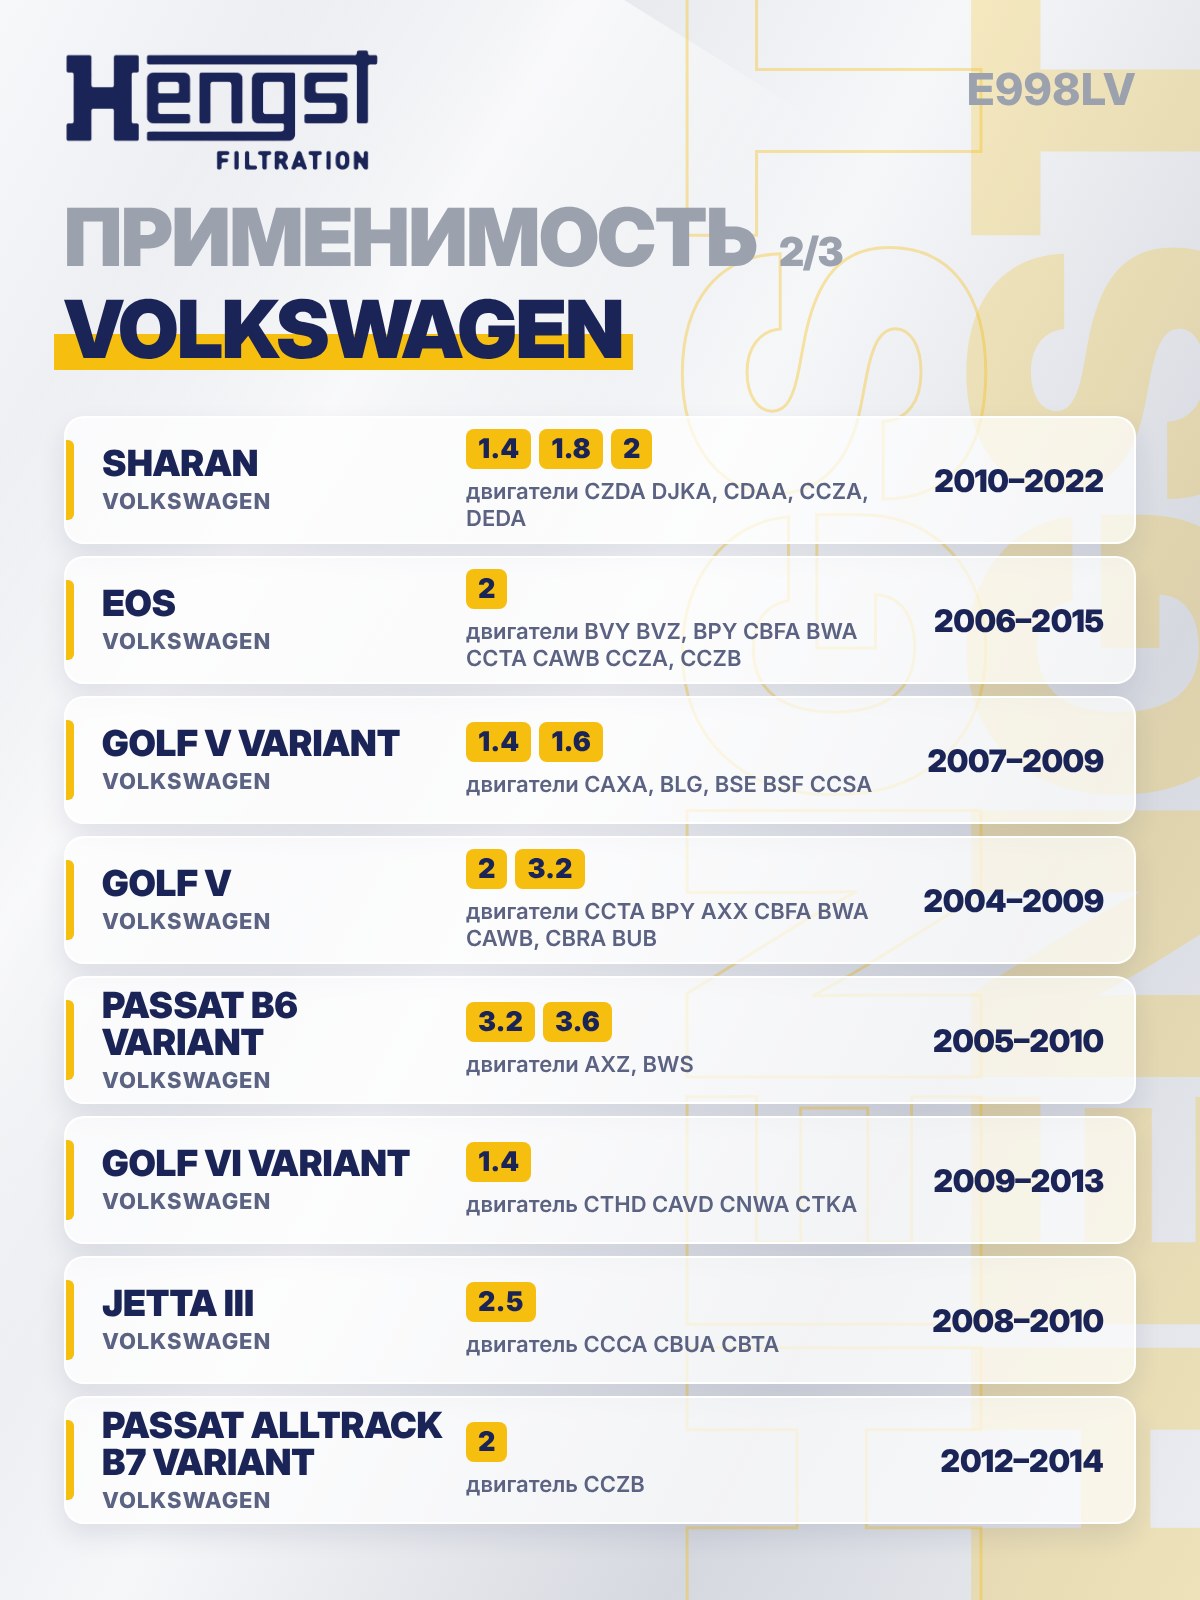 Hengst
FILTRATION
E998LV
ПРИМЕНИМОСТЬ 2/3
VOLKSWAGEN
SHARAN
VOLKSWAGEN
1.4 1.8 2
двигатели CZDA DJKA, CDAA, CCZA,
DEDA
2010–2022
EOS
VOLKSWAGEN
2
двигатели BVY BVZ, BPY CBFA BWA
CCTA CAWB CCZA, CCZB
2006–2015
GOLF V VARIANT
VOLKSWAGEN
1.4 1.6
двигатели CAXA, BLG, BSE BSF CCSA
2007–2009
GOLF V
VOLKSWAGEN
2 3.2
двигатели CCTA BPY AXX CBFA BWA
CAWB, CBRA BUB
2004–2009
PASSAT B6
VARIANT
VOLKSWAGEN
3.2 3.6
двигатели AXZ, BWS
2005–2010
GOLF VI VARIANT
VOLKSWAGEN
1.4
двигатель CTHD CAVD CNWA CTKA
2009–2013
JETTA III
VOLKSWAGEN
2.5
двигатель CCCA CBUA CBTA
2008–2010
PASSAT ALLTRACK
B7 VARIANT
VOLKSWAGEN
2
двигатель CCZB
2012–2014
HENGST
HENGST